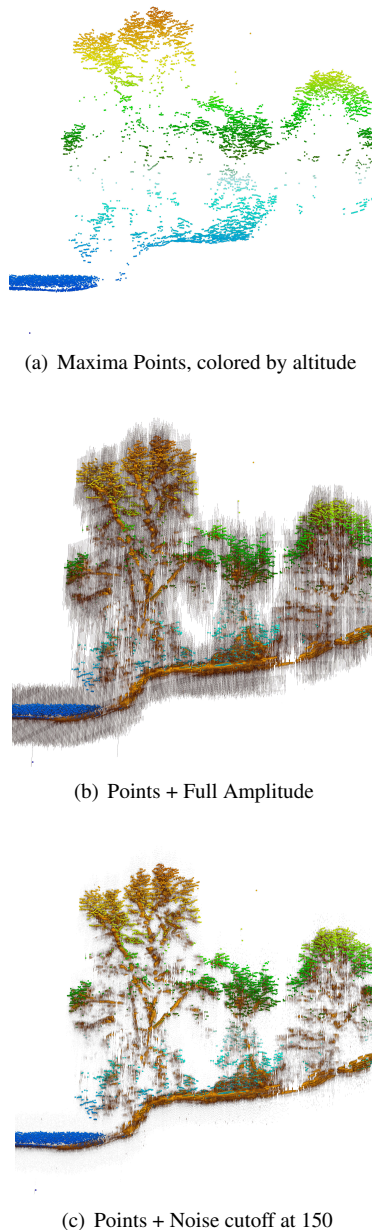 (a) Maxima Points, colored by altitude
(b) Points + Full Amplitude
(c) Points + Noise cutoff at 150